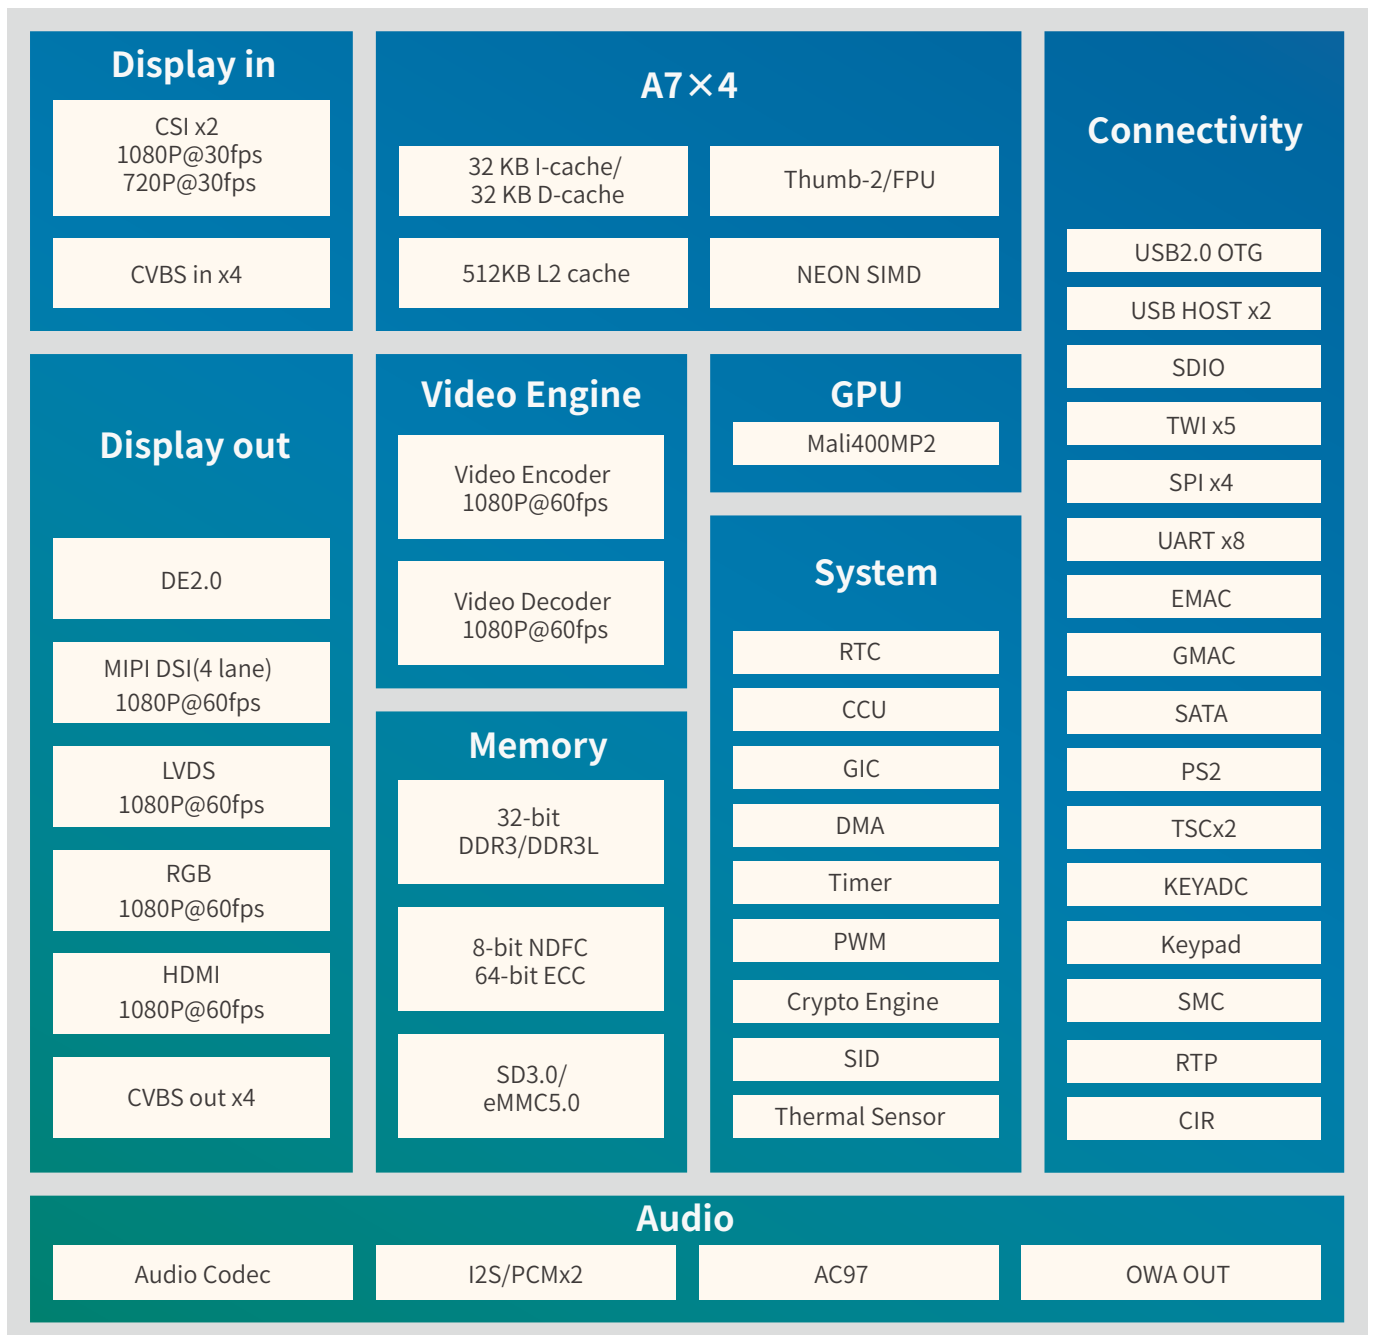 Display in
CSI x2
1080P@30fps
720P@30fps
CVBS in x4
A7×4
32 KB I-cache/
32 KB D-cache
Thumb-2/FPU
512KB L2 cache
NEON SIMD
Connectivity
USB2.0 OTG
USB HOST x2
SDIO
TWI x5
SPI x4
UART x8
EMAC
GMAC
SATA
PS2
TSCx2
KEYADC
Keypad
SMC
RTP
CIR
Display out
DE2.0
MIPI DSI(4 lane)
1080P@60fps
LVDS
1080P@60fps
RGB
1080P@60fps
HDMI
1080P@60fps
CVBS out x4
Video Engine
Video Encoder
1080P@60fps
Video Decoder
1080P@60fps
GPU
Mali400MP2
Memory
32-bit
DDR3/DDR3L
8-bit NDFC
64-bit ECC
SD3.0/
eMMC5.0
System
RTC
CCU
GIC
DMA
Timer
PWM
Crypto Engine
SID
Thermal Sensor
Audio
Audio Codec
I2S/PCMx2
AC97
OWA OUT